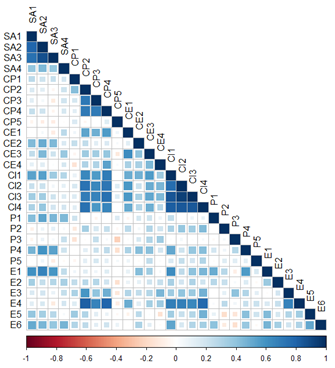 SA1
SA2
SA3
SA4
CP1
CP2
CP3
CP4
CP5
CE1
CE2
CE3
CE4
CI1
CI2
CI3
CI4
P1
P2
P3
P4
P5
E1
E2
E3
E4
E5
E6
SA1
SA2
SA3
SA4
CP1
CP2
CP3
CP4
CP5
CE1
CE2
CE3
CE4
CI1
CI2
CI3
CI4
P1
P2
P3
P4
P5
E1
E2
E3
E4
E5
E6
-1 -0.8 -0.6 -0.4 -0.2 0 0.2 0.4 0.6 0.8 1